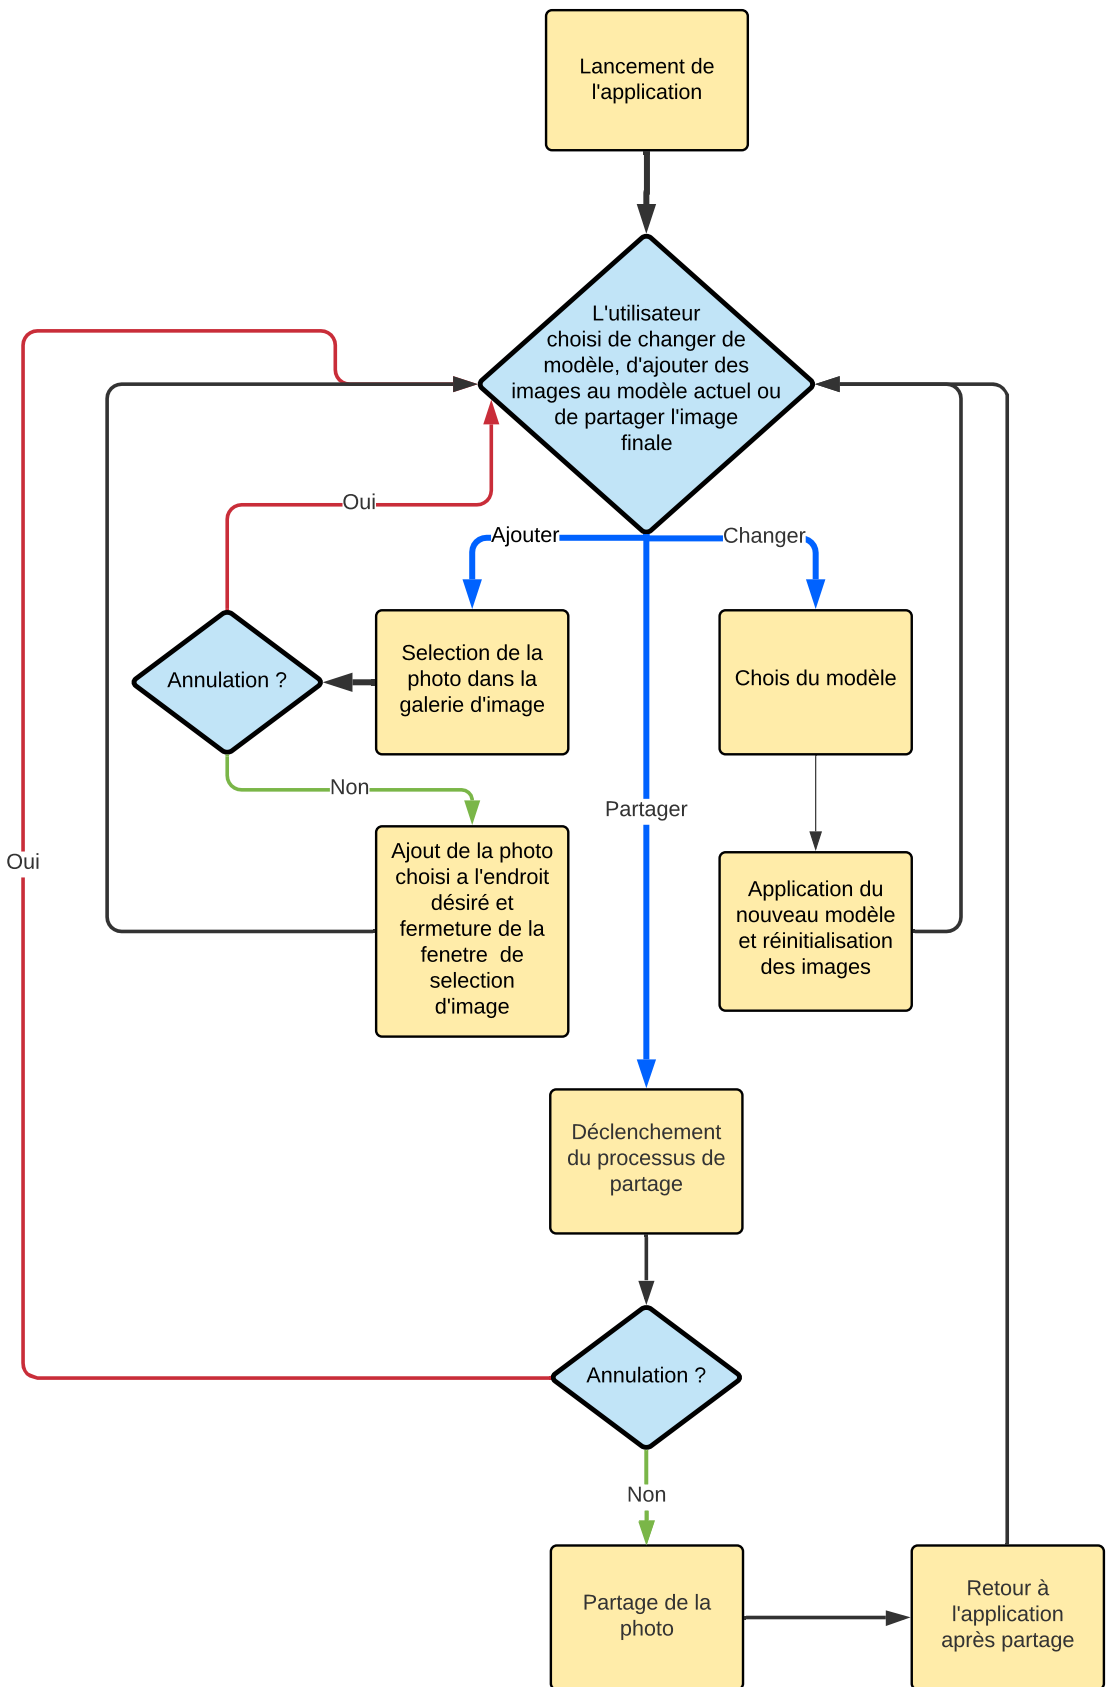 Lancement de
l'application
L'utilisateur
choisi de changer de
modèle, d'ajouter des
images au modèle actuel ou
de partager l'image
finale
Oui
Ajouter
Changer
Annulation ?
Selection de la
photo dans la
galerie d'image
Chois du modèle
Non
Partager
Oui
Ajout de la photo
choisi a l'endroit
désiré et
fermeture de la
fenetre  de
selection
d'image
Application du
nouveau modèle
et réinitialisation
des images
Déclenchement
du processus de
partage
Annulation ?
Non
Partage de la
photo
Retour à
l'application
après partage